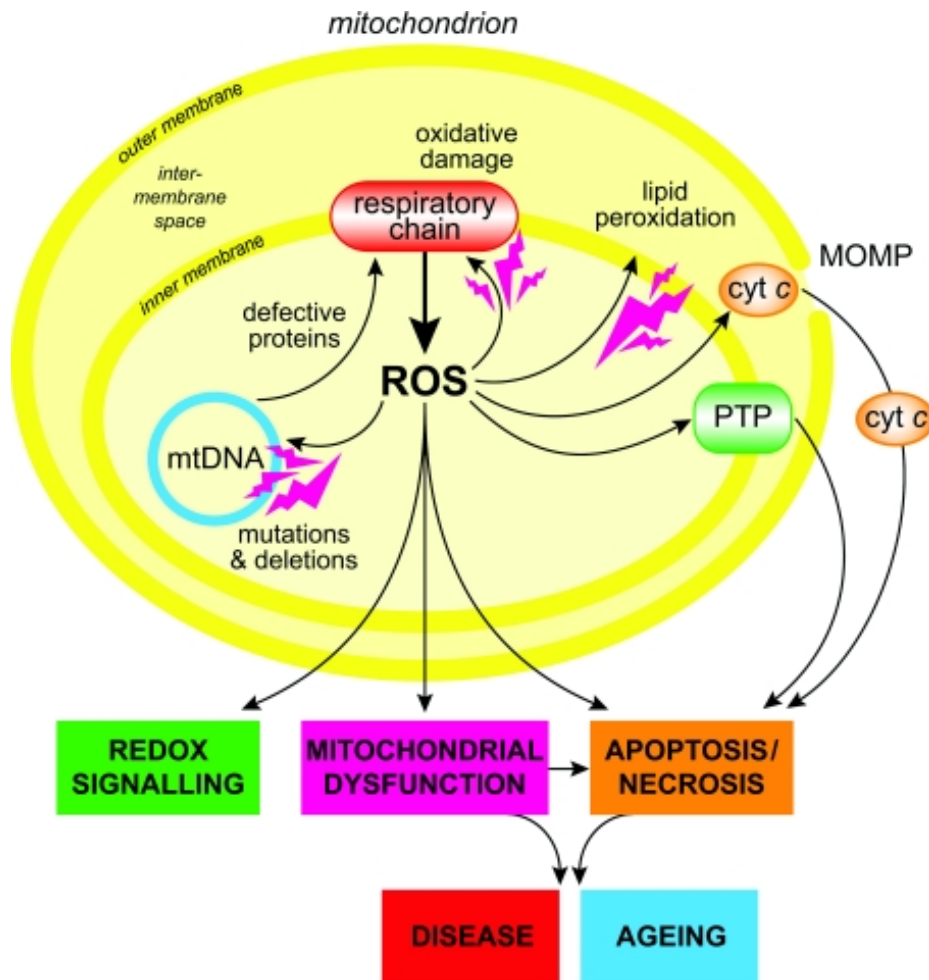 mitochondrion
outer membrane
inter-
membrane
space
inner membrane
oxidative
damage
respiratory
chain
lipid
peroxidation
MOMP
cyt c
defective
proteins
ROS
PTP
cyt c
mtDNA
mutations
& deletions
REDOX
SIGNALLING
MITOCHONDRIAL
DYSFUNCTION
APOPTOSIS/
NECROSIS
DISEASE
AGEING